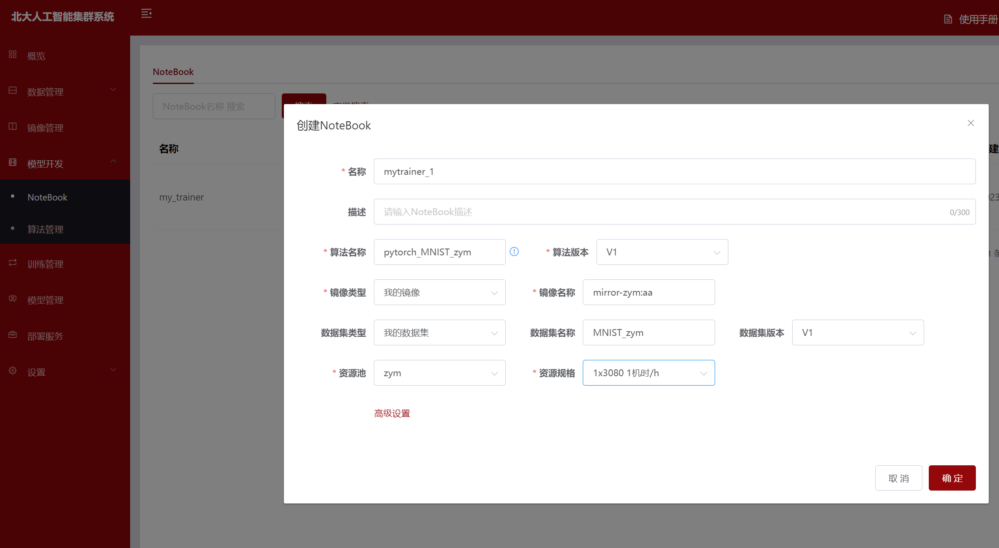 北大人工智能集群系统
使用手册
概览
数据管理
镜像管理
模型开发
NoteBook
算法管理
训练管理
模型管理
部署服务
设置
NoteBook
NoteBook名称 搜索
搜索
高级搜索
名称
建
my_trainer
023
1 条
创建NoteBook
* 名称 mytrainer_1
描述 请输入NoteBook描述 0/300
* 算法名称 pytorch_MNIST_zym * 算法版本 V1
* 镜像类型 我的镜像 * 镜像名称 mirror-zym:aa
数据集类型 我的数据集 数据集名称 MNIST_zym 数据集版本 V1
* 资源池 zym * 资源规格 1x3080 1机时/h
高级设置
取 消 确 定